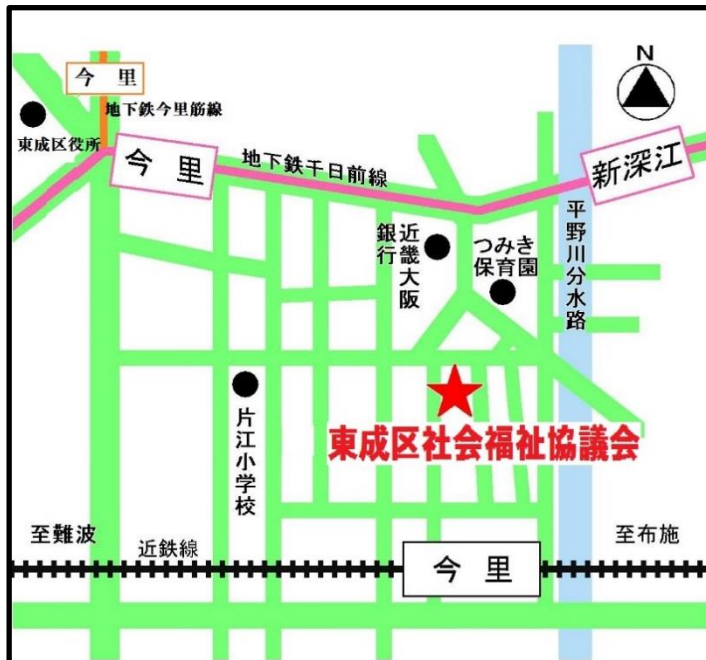 N
今里
地下鉄今里筋線
東成区役所
今里
地下鉄千日前線
新深江
近畿大阪
銀行
つみき
保育園
平野川分水路
片江小学校
東成区社会福祉協議会
至難波
近鉄線
今里
至布施